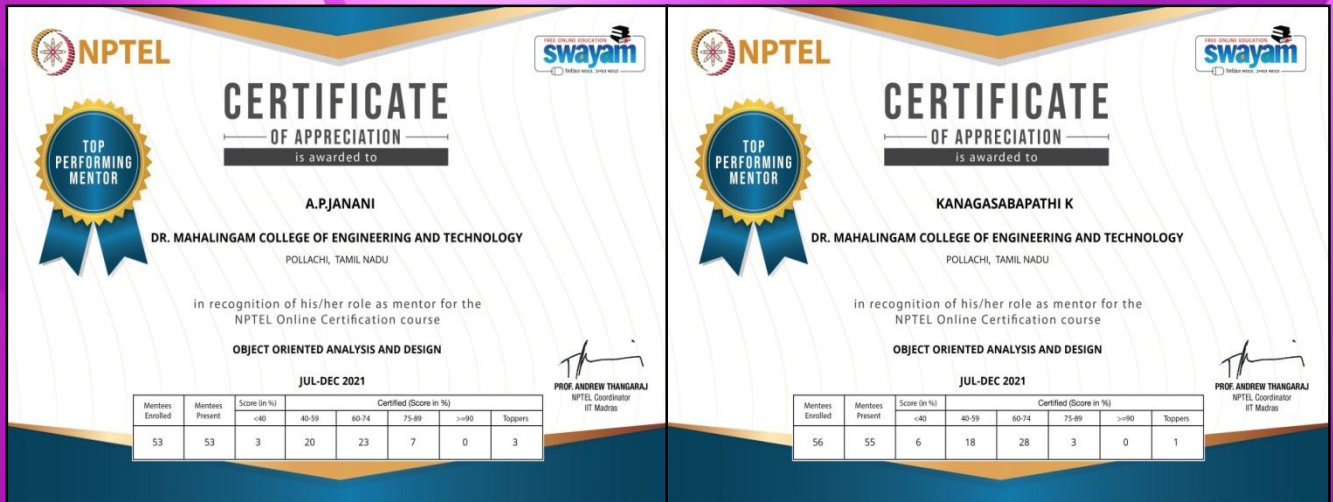 NPTEL
FREE ONLINE EDUCATION
swayam
शिक्षित भारत, उन्नत भारत
CERTIFICATE
OF APPRECIATION
is awarded to
TOP
PERFORMING
MENTOR
A.P.JANANI
DR. MAHALINGAM COLLEGE OF ENGINEERING AND TECHNOLOGY
POLLACHI, TAMIL NADU
in recognition of his/her role as mentor for the
NPTEL Online Certification course
OBJECT ORIENTED ANALYSIS AND DESIGN
JUL-DEC 2021
PROF. ANDREW THANGARAJ
NPTEL Coordinator
IIT Madras
Mentees Enrolled Mentees Present Score (in %) Certified (Score in %)
<40 40-59 60-74 75-89 >=90 Toppers
53 53 3 20 23 7 0 3
NPTEL
FREE ONLINE EDUCATION
swayam
शिक्षित भारत, उन्नत भारत
CERTIFICATE
OF APPRECIATION
is awarded to
TOP
PERFORMING
MENTOR
KANAGASABAPATHI K
DR. MAHALINGAM COLLEGE OF ENGINEERING AND TECHNOLOGY
POLLACHI, TAMIL NADU
in recognition of his/her role as mentor for the
NPTEL Online Certification course
OBJECT ORIENTED ANALYSIS AND DESIGN
JUL-DEC 2021
PROF. ANDREW THANGARAJ
NPTEL Coordinator
IIT Madras
Mentees Enrolled Mentees Present Score (in %) Certified (Score in %)
<40 40-59 60-74 75-89 >=90 Toppers
56 55 6 18 28 3 0 1